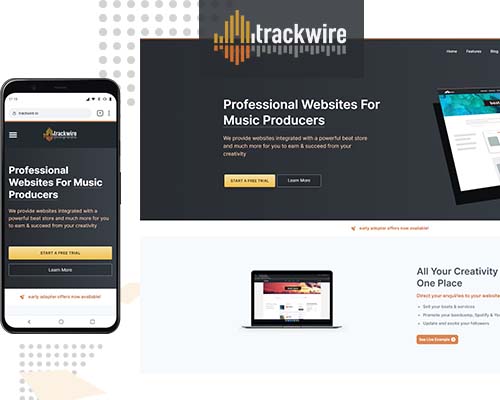 trackwire
Home Features Blog
Professional Websites For
Music Producers
We provide websites integrated with a powerful beat store
and much more for you to earn & succeed from your
creativity
START A FREE TRIAL
Learn More
early adopter offers now available!
All Your Creativity
One Place
Direct your enquiries to your website
Sell your beats & services
Promote your bandcamp, Spotify & You
Update and excite your followers
See Live Example
17:15
trackwire.io
trackwire
Professional
Websites For Music
Producers
We provide websites integrated with a
powerful beat store and much more for you
to earn & succeed from your creativity
START A FREE TRIAL
Learn More
early adopter offers now available!